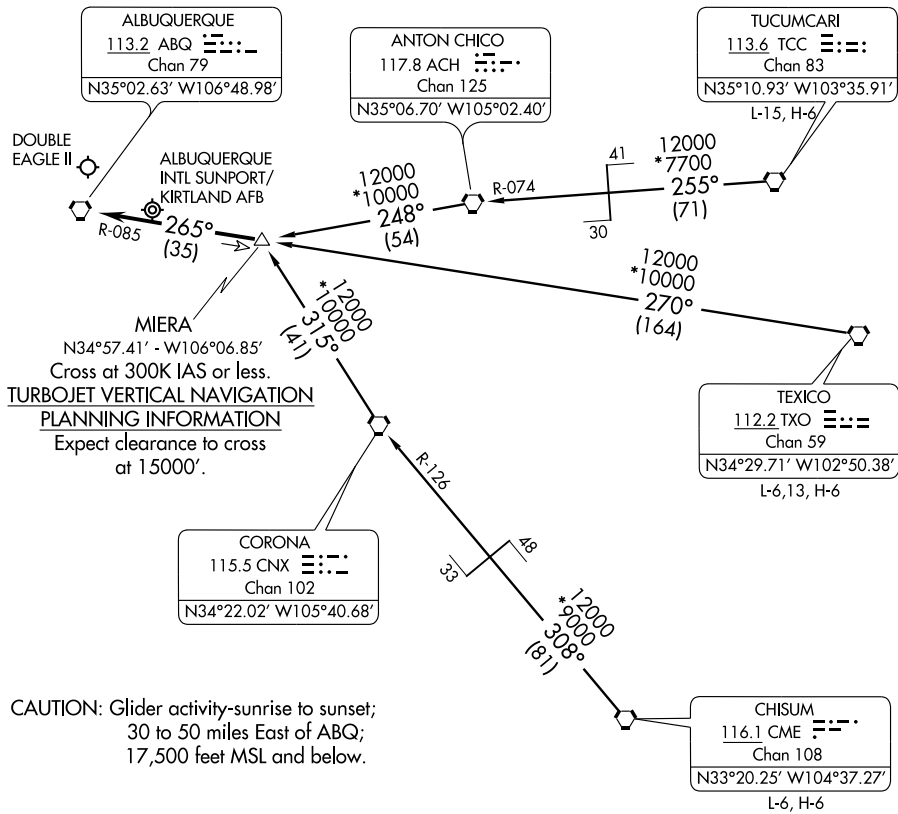 ALBUQUERQUE
113.2 ABQ
Chan 79
N35°02.63' W106°48.98'
ANTON CHICO
117.8 ACH
Chan 125
N35°06.70' W105°02.40'
TUCUMCARI
113.6 TCC
Chan 83
N35°10.93' W103°35.91'
L-15, H-6
DOUBLE
EAGLE II
ALBUQUERQUE
INTL SUNPORT/
KIRTLAND AFB
R-085
265°
(35)
12000
*10000
248°
(54)
R-074
41
30
12000
*7700
255°
(71)
12000
*10000
270°
(164)
12000
*10000
315°
(41)
MIERA
N34°57.41' - W106°06.85'
Cross at 300K IAS or less.
TURBOJET VERTICAL NAVIGATION
PLANNING INFORMATION
Expect clearance to cross
at 15000'.
TEXICO
112.2 TXO
Chan 59
N34°29.71' W102°50.38'
L-6,13, H-6
R-126
CORONA
115.5 CNX
Chan 102
N34°22.02' W105°40.68'
48
33
12000
*9000
308°
(81)
CAUTION: Glider activity-sunrise to sunset;
30 to 50 miles East of ABQ;
17,500 feet MSL and below.
CHISUM
116.1 CME
Chan 108
N33°20.25' W104°37.27'
L-6, H-6